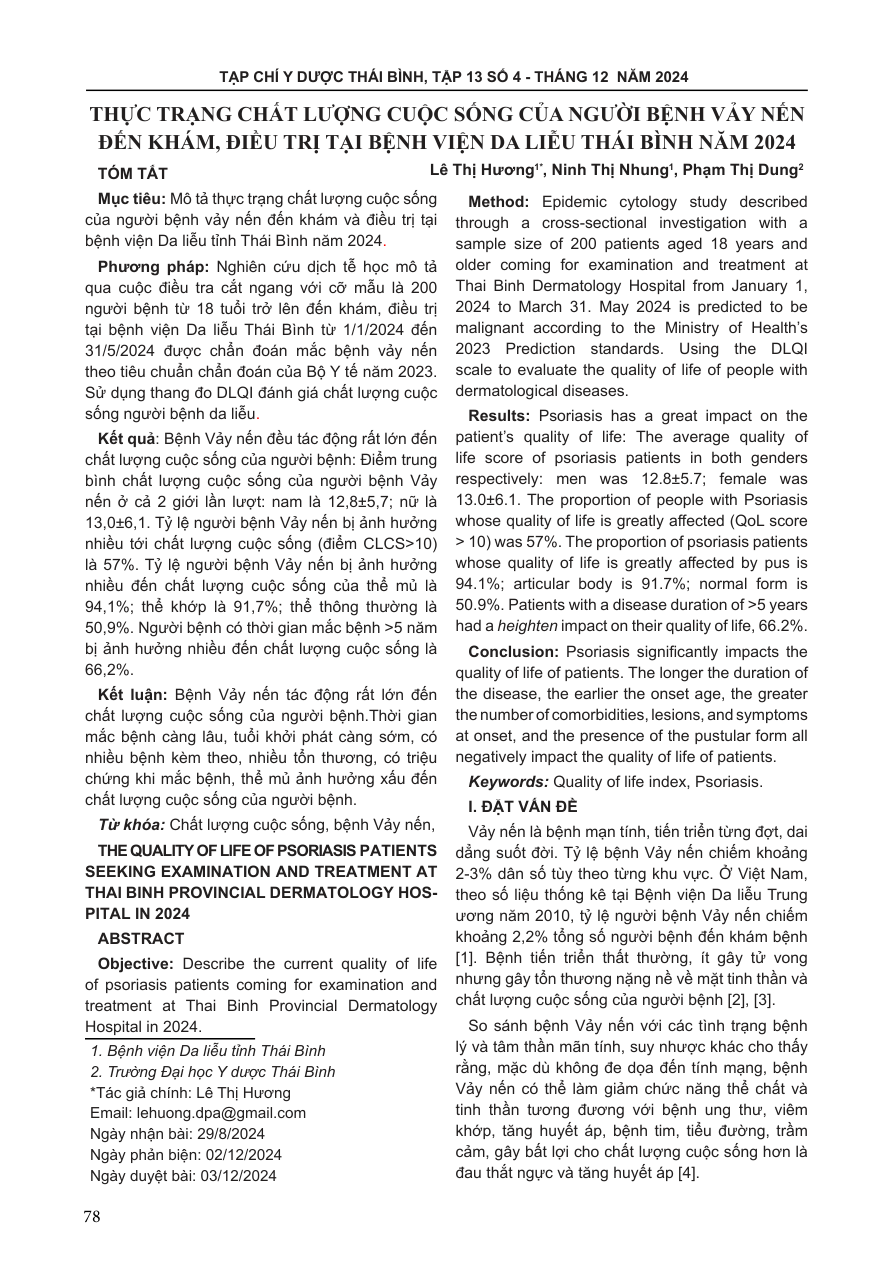 TẠP CHÍ Y DƯỢC THÁI BÌNH, TẬP 13 SỐ 4 - THÁNG 12 NĂM 2024
THỰC TRẠNG CHẤT LƯỢNG CUỘC SỐNG CỦA NGƯỜI BỆNH VẢY NẾN
ĐẾN KHÁM, ĐIỀU TRỊ TẠI BỆNH VIỆN DA LIỄU THÁI BÌNH NĂM 2024
Lê Thị Hương1*, Ninh Thị Nhung1, Phạm Thị Dung2
TÓM TẮT
Mục tiêu: Mô tả thực trạng chất lượng cuộc sống
của người bệnh vảy nến đến khám và điều trị tại
bệnh viện Da liễu tỉnh Thái Bình năm 2024.
Phương pháp: Nghiên cứu dịch tễ học mô tả
qua cuộc điều tra cắt ngang với cỡ mẫu là 200
người bệnh từ 18 tuổi trở lên đến khám, điều trị
tại bệnh viện Da liễu Thái Bình từ 1/1/2024 đến
31/5/2024 được chẩn đoán mắc bệnh vảy nến
theo tiêu chuẩn chẩn đoán của Bộ Y tế năm 2023.
Sử dụng thang đo DLQI đánh giá chất lượng cuộc
sống người bệnh da liễu.
Kết quả: Bệnh Vảy nến đều tác động rất lớn đến
chất lượng cuộc sống của người bệnh: Điểm trung
bình chất lượng cuộc sống của người bệnh Vảy
nến ở cả 2 giới lần lượt: nam là 12,8±5,7; nữ là
13,0±6,1. Tỷ lệ người bệnh Vảy nến bị ảnh hưởng
nhiều tới chất lượng cuộc sống (điểm CLCS>10)
là 57%. Tỷ lệ người bệnh Vảy nến bị ảnh hưởng
nhiều đến chất lượng cuộc sống của thể mủ là
94,1%; thể khớp là 91,7%; thể thông thường là
50,9%. Người bệnh có thời gian mắc bệnh >5 năm
bị ảnh hưởng nhiều đến chất lượng cuộc sống là
66,2%.
Kết luận: Bệnh Vảy nến tác động rất lớn đến
chất lượng cuộc sống của người bệnh.Thời gian
mắc bệnh càng lâu, tuổi khởi phát càng sớm, có
nhiều bệnh kèm theo, nhiều tổn thương, có triệu
chứng khi mắc bệnh, thể mủ ảnh hưởng xấu đến
chất lượng cuộc sống của người bệnh.
Từ khóa: Chất lượng cuộc sống, bệnh Vảy nến,
THE QUALITY OF LIFE OF PSORIASIS PATIENTS
SEEKING EXAMINATION AND TREATMENT AT
THAI BINH PROVINCIAL DERMATOLOGY HOS-
PITAL IN 2024
ABSTRACT
Objective: Describe the current quality of life
of psoriasis patients coming for examination and
treatment at Thai Binh Provincial Dermatology
Hospital in 2024.
1. Bệnh viện Da liễu tỉnh Thái Bình
2. Trường Đại học Y dược Thái Bình
*Tác giả chính: Lê Thị Hương
Email: lehuong.dpa@gmail.com
Ngày nhận bài: 29/8/2024
Ngày phản biện: 02/12/2024
Ngày duyệt bài: 03/12/2024
Method: Epidemic cytology study described
through a cross-sectional investigation with a
sample size of 200 patients aged 18 years and
older coming for examination and treatment at
Thai Binh Dermatology Hospital from January 1,
2024 to March 31. May 2024 is predicted to be
malignant according to the Ministry of Health's
2023 Prediction standards. Using the DLQI
scale to evaluate the quality of life of people with
dermatological diseases.
Results: Psoriasis has a great impact on the
patient's quality of life: The average quality of
life score of psoriasis patients in both genders
respectively: men was 12.8±5.7; female was
13.0±6.1. The proportion of people with Psoriasis
whose quality of life is greatly affected (QoL score
> 10) was 57%. The proportion of psoriasis patients
whose quality of life is greatly affected by pus is
94.1%; articular body is 91.7%; normal form is
50.9%. Patients with a disease duration of >5 years
had a heighten impact on their quality of life, 66.2%.
Conclusion: Psoriasis significantly impacts the
quality of life of patients. The longer the duration of
the disease, the earlier the onset age, the greater
the number of comorbidities, lesions, and symptoms
at onset, and the presence of the pustular form all
negatively impact the quality of life of patients.
Keywords: Quality of life index, Psoriasis.
I. ĐẶT VẤN ĐỀ
Vảy nến là bệnh mạn tính, tiến triển từng đợt, dai
dẳng suốt đời. Tỷ lệ bệnh Vảy nến chiếm khoảng
2-3% dân số tùy theo từng khu vực. Ở Việt Nam,
theo số liệu thống kê tại Bệnh viện Da liễu Trung
ương năm 2010, tỷ lệ người bệnh Vảy nến chiếm
khoảng 2,2% tổng số người bệnh đến khám bệnh
[1]. Bệnh tiến triển thất thường, ít gây tử vong
nhưng gây tổn thương nặng nề về mặt tinh thần và
chất lượng cuộc sống của người bệnh [2], [3].
So sánh bệnh Vảy nến với các tình trạng bệnh
lý và tâm thần mãn tính, suy nhược khác cho thấy
rằng, mặc dù không đe dọa đến tính mạng, bệnh
Vảy nến có thể làm giảm chức năng thể chất và
tinh thần tương đương với bệnh ung thư, viêm
khớp, tăng huyết áp, bệnh tim, tiểu đường, trầm
cảm, gây bất lợi cho chất lượng cuộc sống hơn là
đau thắt ngực và tăng huyết áp [4].
78